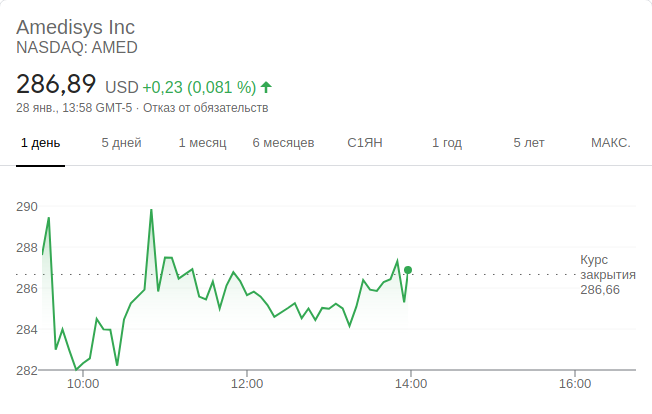 Amedisys Inc
NASDAQ: AMED
286,89 USD +0,23 (0,081 %)
28 янв., 13:58 GMT-5 · Отказ от обязательств
1 день 5 дней 1 месяц 6 месяцев С1ЯН 1 год 5 лет МАКС.
290
288
286
284
282
Курс
закрытия
286,66
10:00 12:00 14:00 16:00